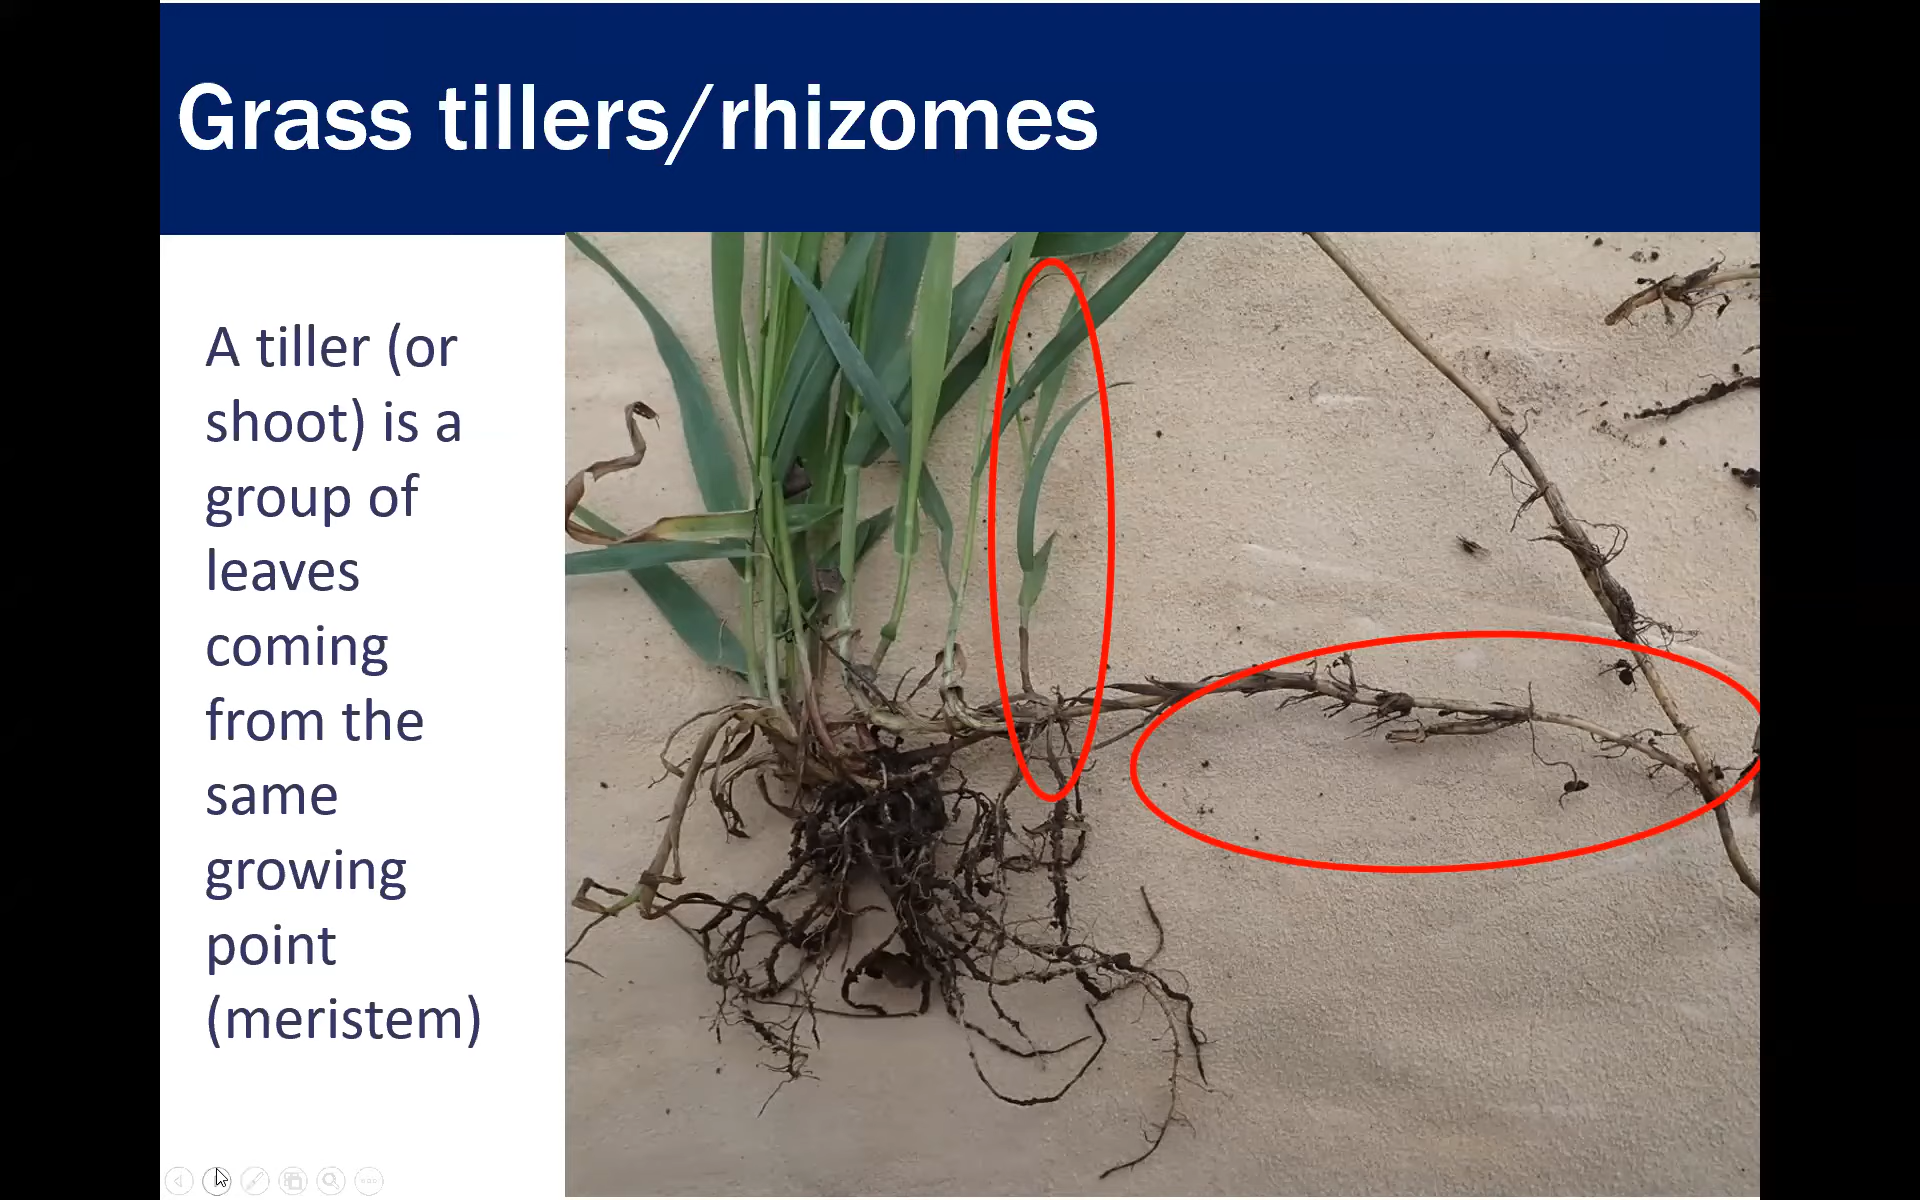 Grass tillers/rhizomes
A tiller (or
shoot) is a
group of
leaves
coming
from the
same
growing
point
(meristem)